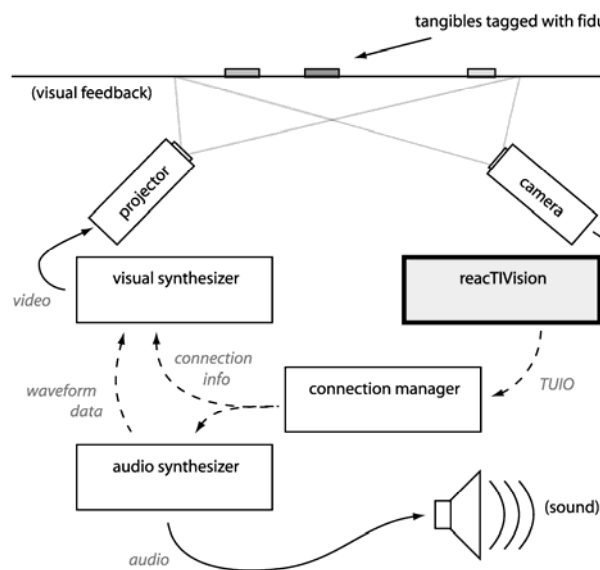 tangibles tagged with fidu
(visual feedback)
projector
camera
visual synthesizer
reacTIVision
video
connection
info
waveform
data
connection manager
TUIO
audio synthesizer
(sound)
audio